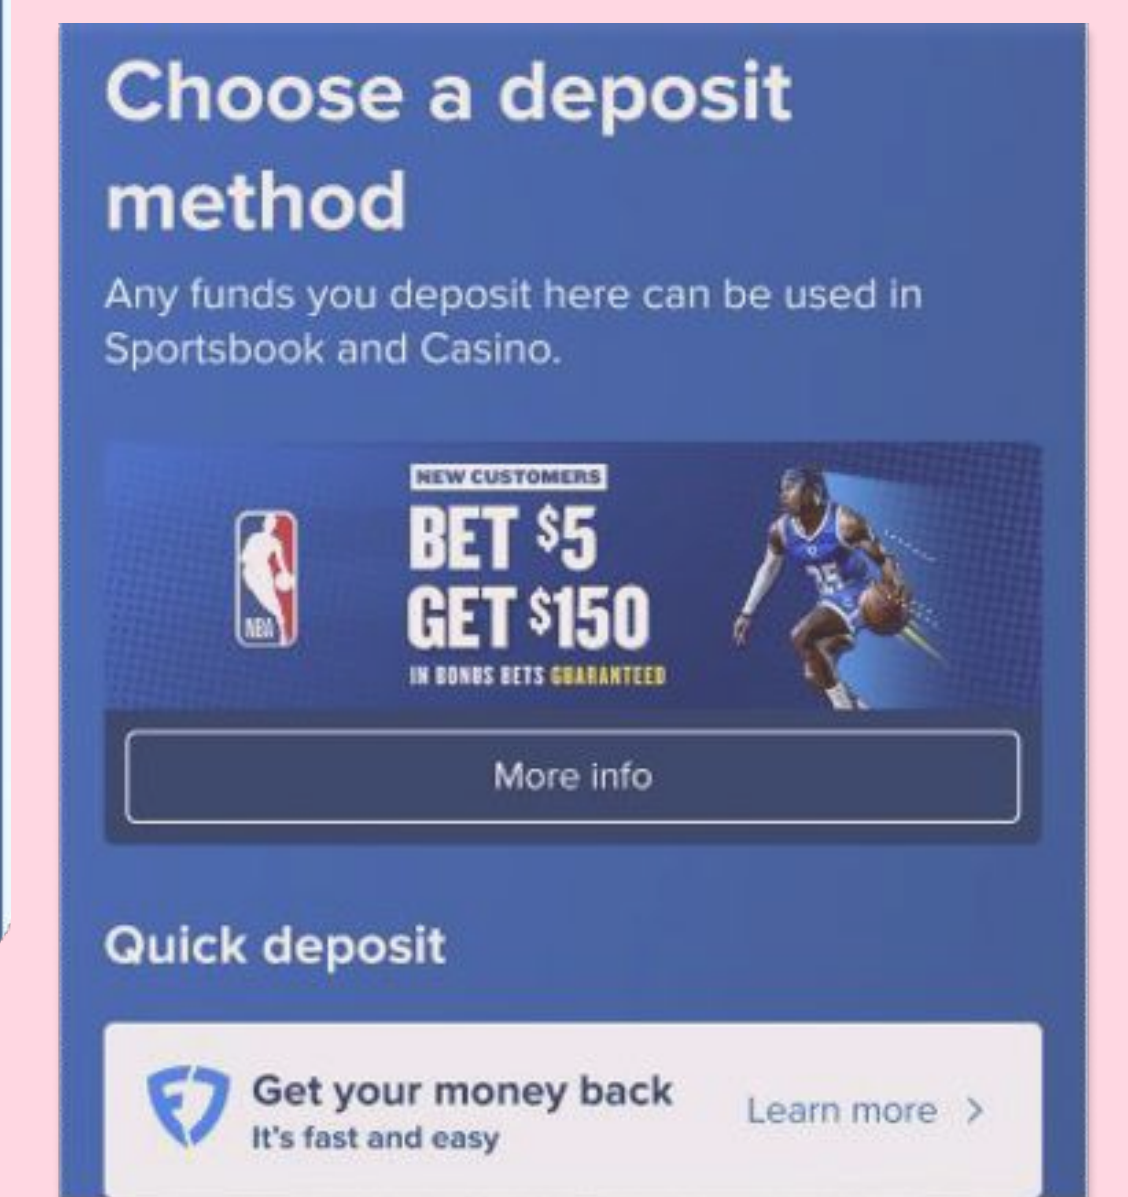 Choose a deposit
method
Any funds you deposit here can be used in
Sportsbook and Casino.
NEW CUSTOMERS
BET $5
GET $150
IN BONUS BETS GUARANTEED
NBA
35
More info
Quick deposit
Get your money back
It's fast and easy
Learn more >